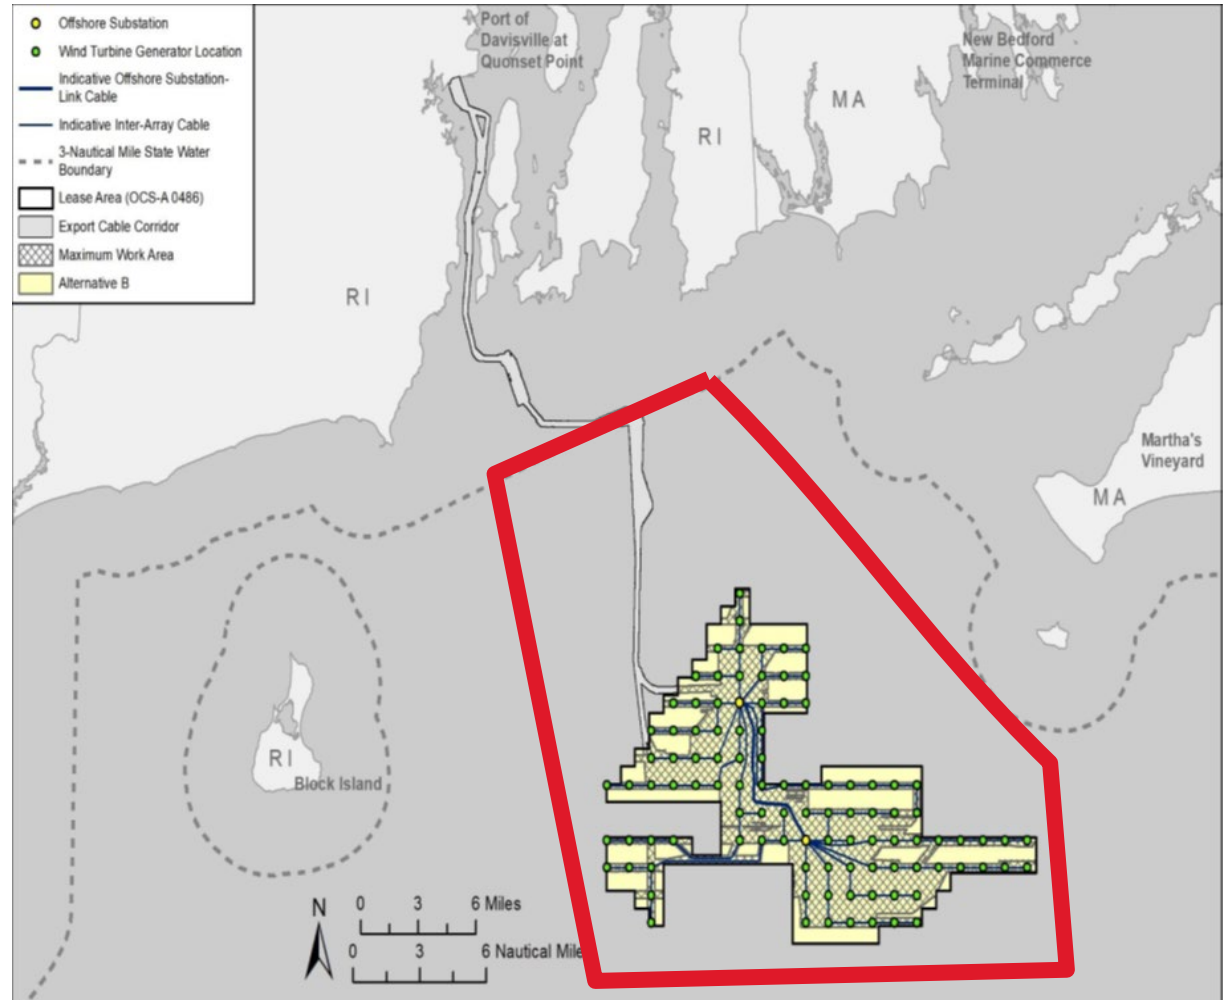 Offshore Substation
Wind Turbine Generator Location
Indicative Offshore Substation-
Link Cable
Indicative Inter-Array Cable
3-Nautical Mile State Water
Boundary
Lease Area (OCS-A 0486)
Export Cable Corridor
Maximum Work Area
Alternative B
Port of
Davisville at
Quonset Point
New Bedford
Marine Commerce
Terminal
MA
RI
RI
Martha's
Vineyard
MA
RI
Block Island
N
0 3 6 Miles
0 3 6 Nautical Mile